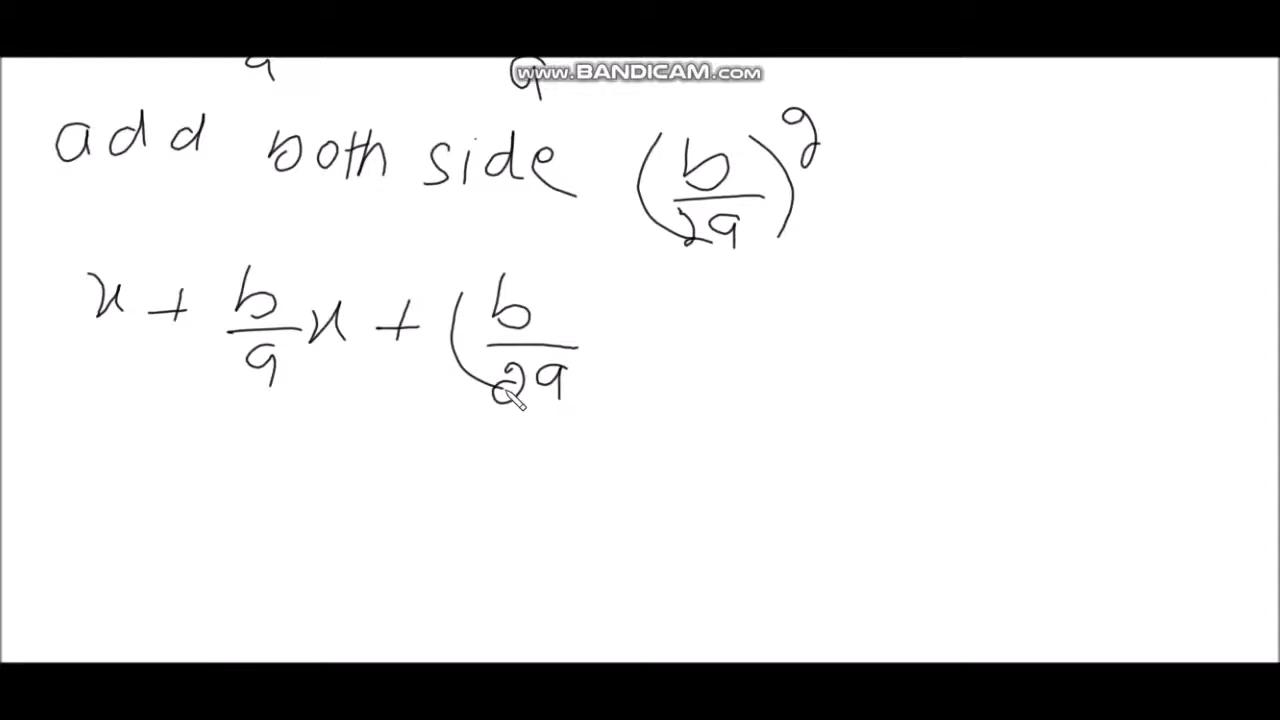 a a
www.BANDICAM.com
add both side (b/2a)^2
x + b/a x + (b/2a